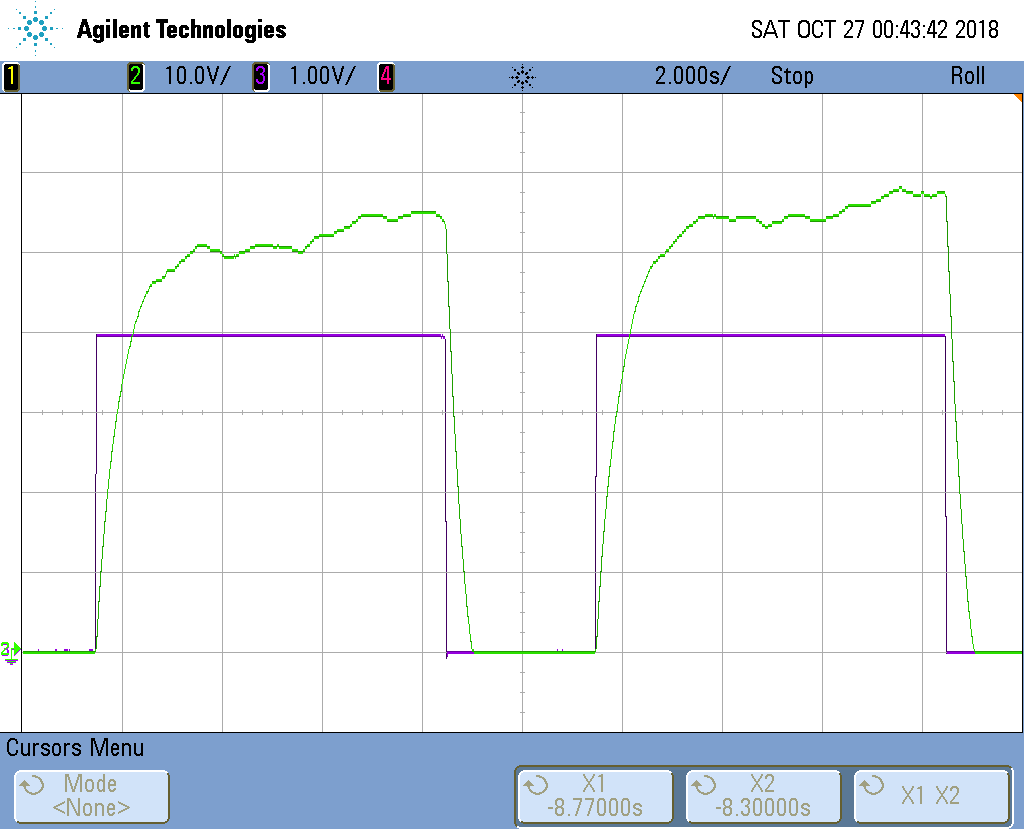 Agilent Technologies
SAT OCT 27 00:43:42 2018
1 2 10.0V/ 3 1.00V/ 4 2.000s/ Stop Roll
Cursors Menu
Mode
<None>
X1
-8.77000s
X2
-8.30000s
X1 X2